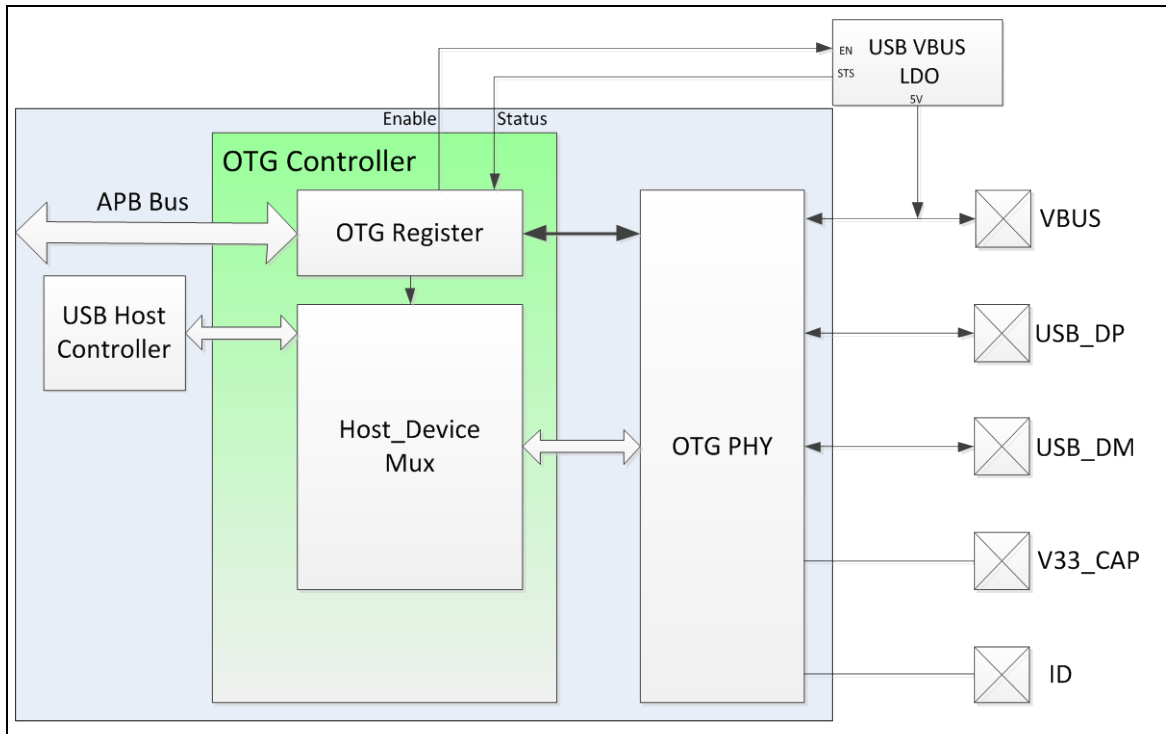 USB VBUS
LDO
EN
STS
5V
Enable
Status
OTG Controller
APB Bus
OTG Register
VBUS
USB Host
Controller
USB_DP
Host_Device
Mux
OTG PHY
USB_DM
V33_CAP
ID